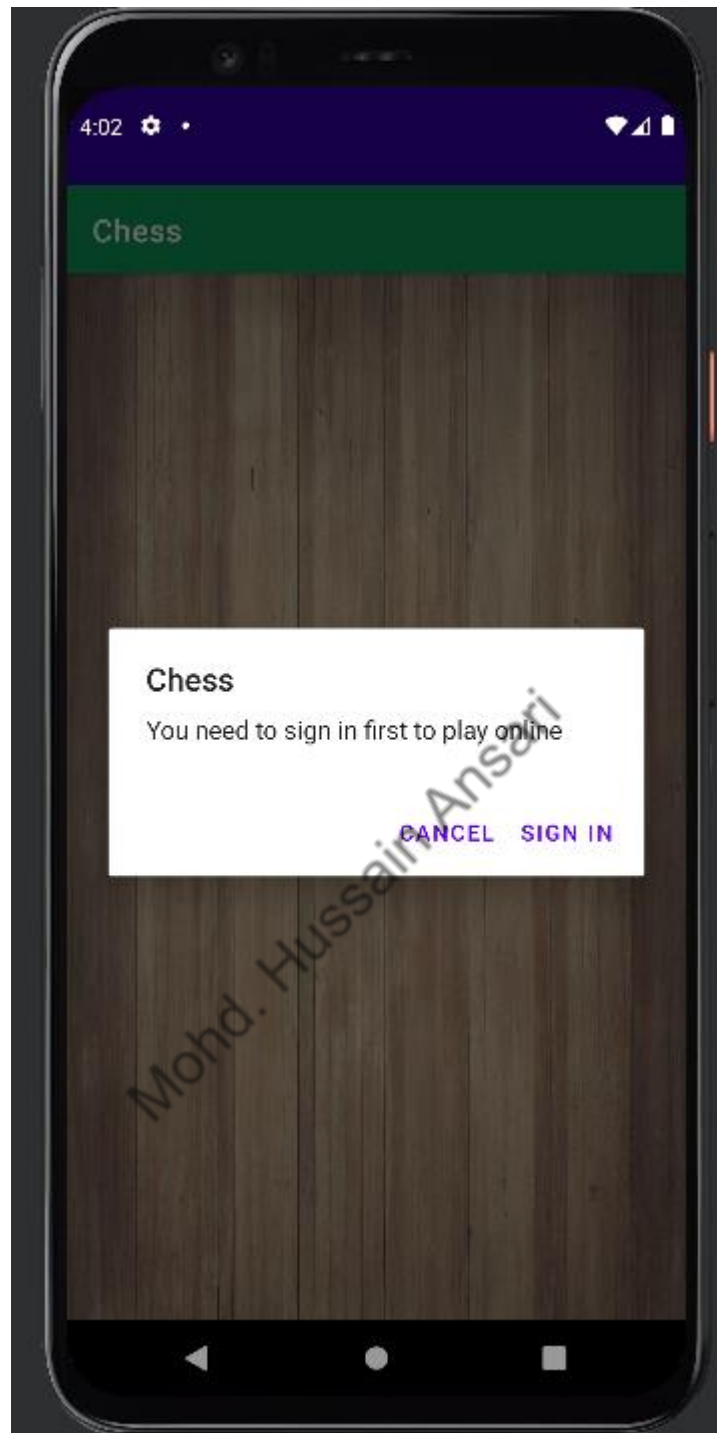 4:02
Chess
Chess
You need to sign in first to play online
CANCEL SIGN IN
Mohd. Hussain Ansari